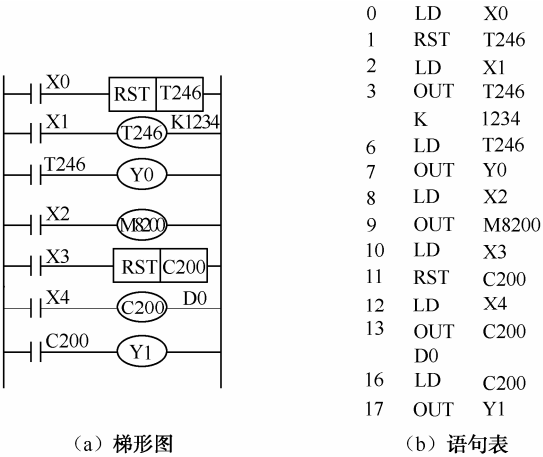 X0
RST T246
X1
T246 K1234
T246
Y0
X2
M8200
X3
RST C200
X4
C200 D0
C200
Y1
(a) 梯形图
0 LD X0
1 RST T246
2 LD X1
3 OUT T246
K 1234
6 LD T246
7 OUT Y0
8 LD X2
9 OUT M8200
10 LD X3
11 RST C200
12 LD X4
13 OUT C200
D0
16 LD C200
17 OUT Y1
(b) 语句表